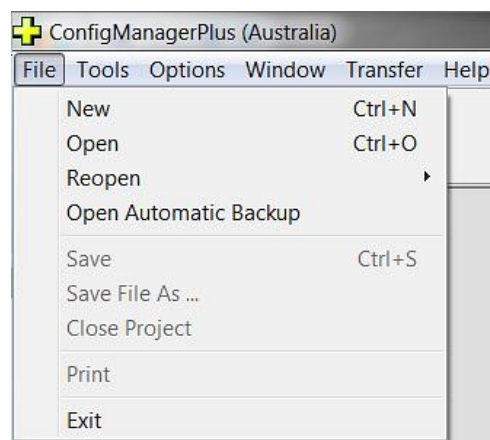 ConfigManagerPlus (Australia)
File Tools Options Window Transfer Help
New Ctrl+N
Open Ctrl+O
Reopen
Open Automatic Backup
Save Ctrl+S
Save File As ...
Close Project
Print
Exit